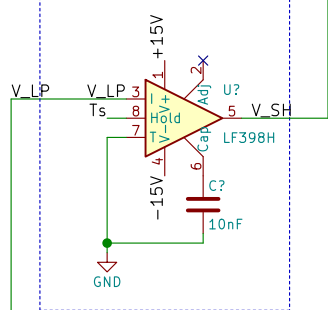 +15V
V_LP
V_LP
3
I
1
V+
2
Adj
U?
Ts
8
Hold
5
V_SH
7
T
V-
Cap
LF398H
4
6
-15V
C?
10nF
GND